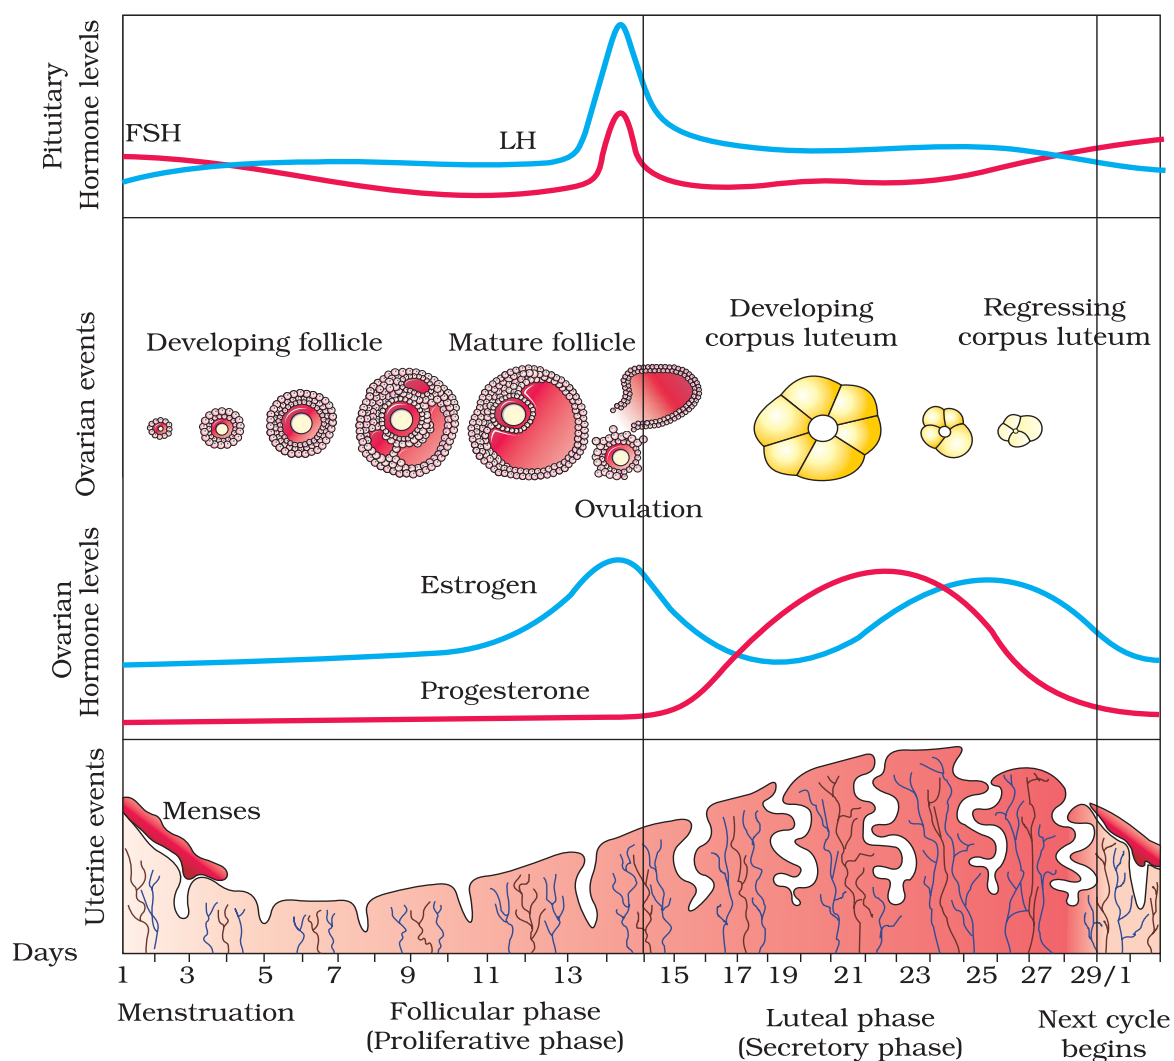 Pituitary
Hormone levels
FSH
LH
Ovarian events
Developing follicle
Mature follicle
Developing
corpus luteum
Regressing
corpus luteum
Ovulation
Ovarian
Hormone levels
Estrogen
Progesterone
Uterine events
Menses
Days
1 3 5 7 9 11 13 15 17 19 21 23 25 27 29/1
Menstruation
Follicular phase
(Proliferative phase)
Luteal phase
(Secretory phase)
Next cycle
begins